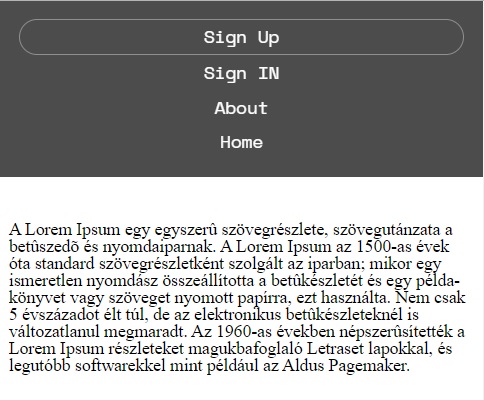 Sign Up
Sign IN
About
Home
A Lorem Ipsum egy egyszerû szövegrészlete, szövegutánzata a
betûszedõ és nyomdaiparnak. A Lorem Ipsum az 1500-as évek
óta standard szövegrészletként szolgált az iparban; mikor egy
ismeretlen nyomdász összeállította a betûkészletét és egy példa-
könyvet vagy szöveget nyomott papírra, ezt használta. Nem csak
5 évszázadot élt túl, de az elektronikus betûkészleteknél is
változatlanul megmaradt. Az 1960-as években népszerûsítették a
Lorem Ipsum részleteket magukbafoglaló Letraset lapokkal, és
legutóbb softwarekkel mint például az Aldus Pagemaker.